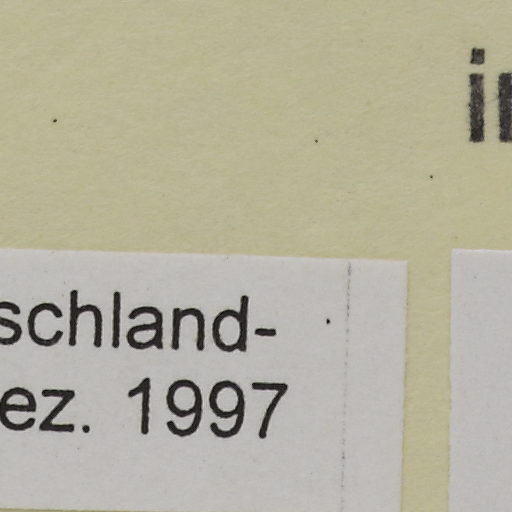 schland-
ez. 1997